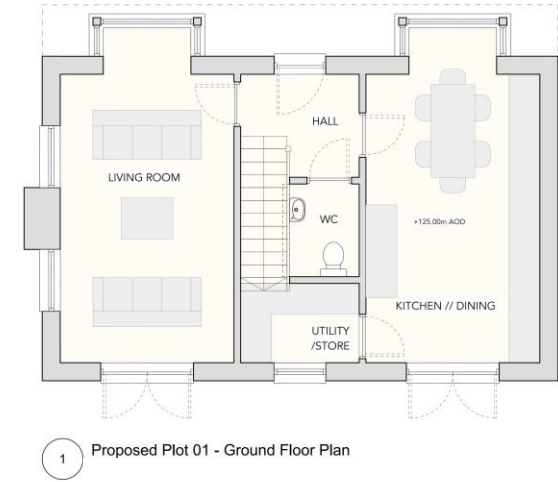 HALL
LIVING ROOM
WC
+125.00m AOD
KITCHEN // DINING
UTILITY
/STORE
1
Proposed Plot 01 - Ground Floor Plan